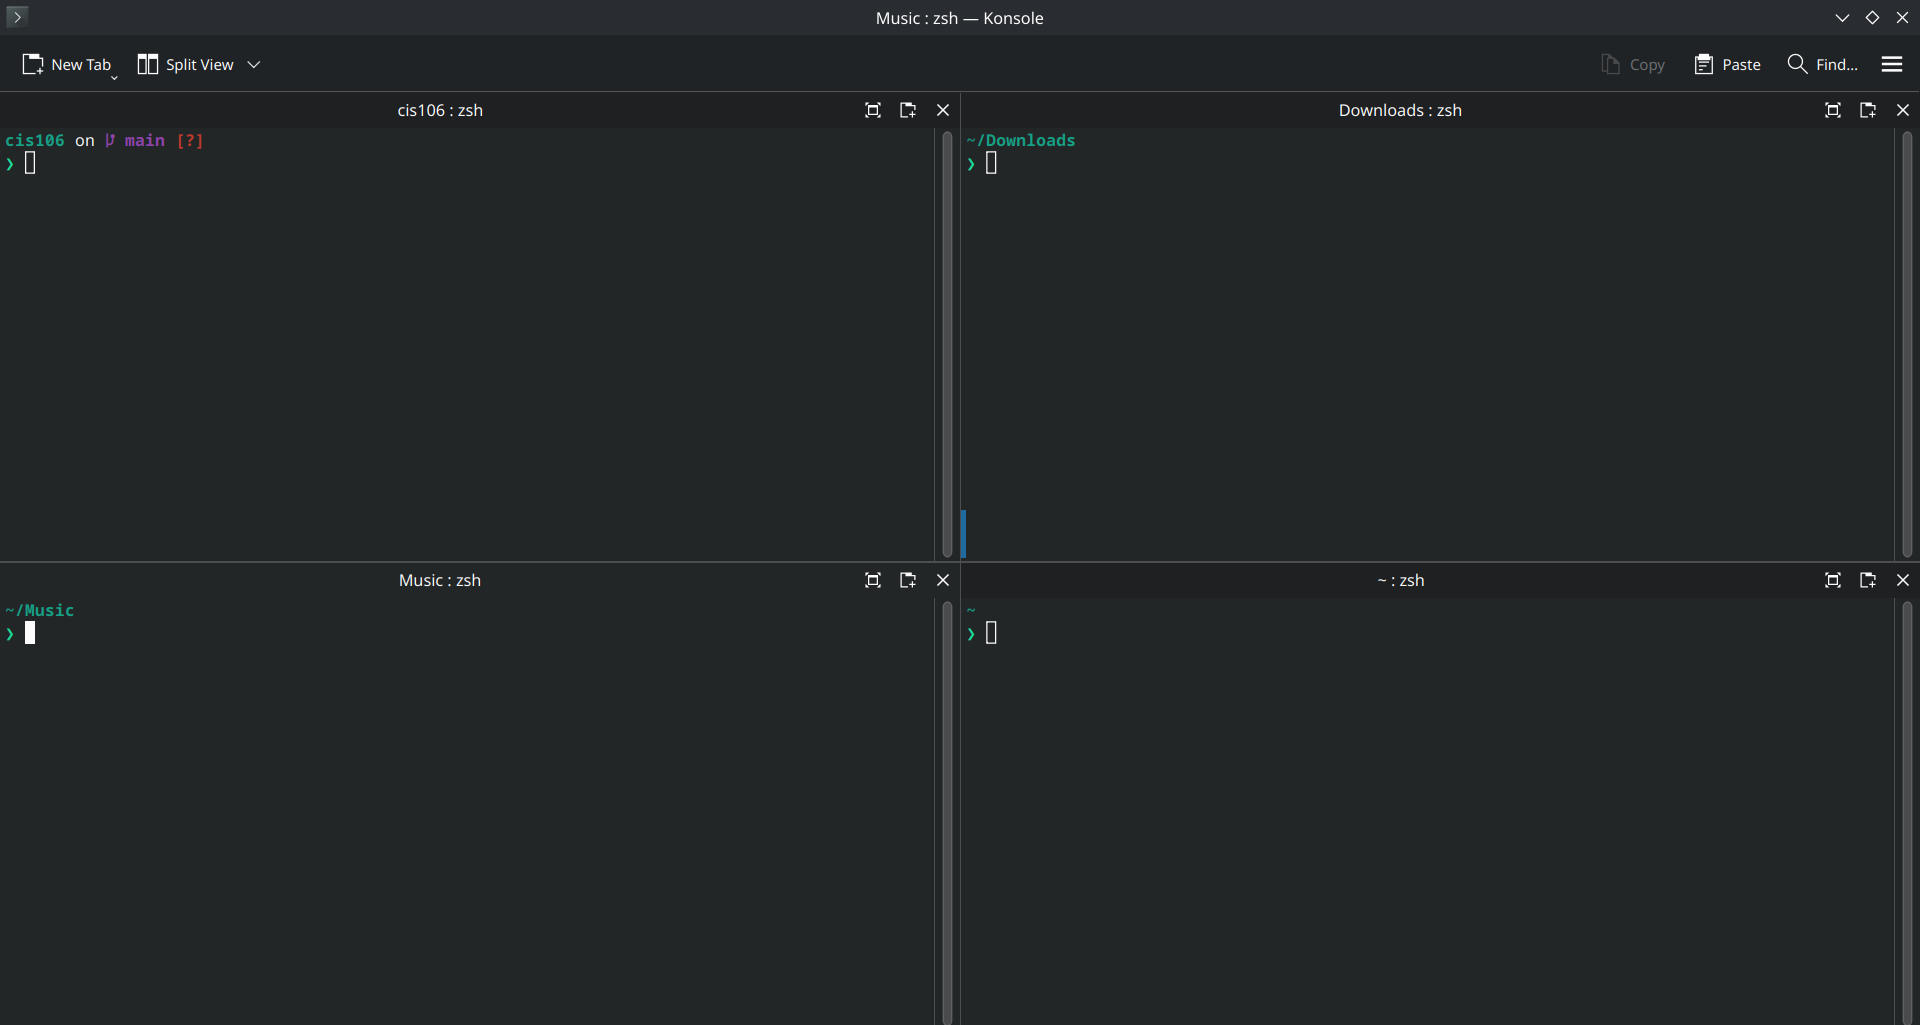 Music : zsh — Konsole
New Tab Split View Copy Paste Find...
cis106 : zsh
cis106 on main [?]
❯
Downloads : zsh
~/Downloads
❯
Music : zsh
~/Music
❯
~ : zsh
~
❯